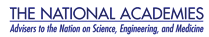 THE NATIONAL ACADEMIES
Advisers to the Nation on Science, Engineering, and Medicine